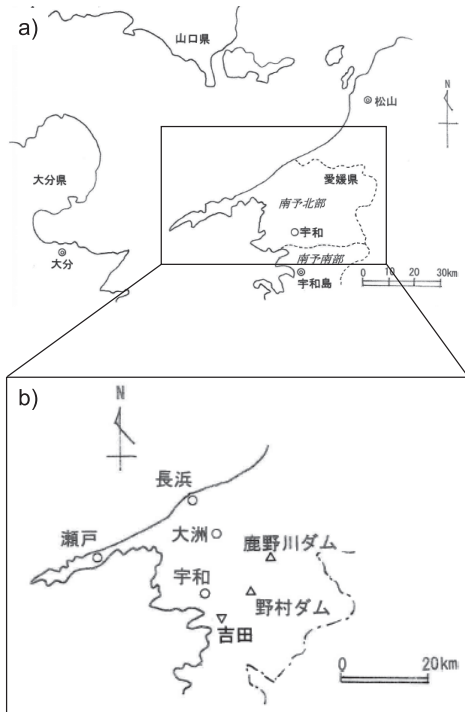 a)
山口県
N
松山
大分県
愛媛県
南予北部
宇和
大分
南予南部
宇和島
0 10 20 30km
b)
N
長浜
瀬戸
大洲
鹿野川ダム
宇和
野村ダム
吉田
0 20 km